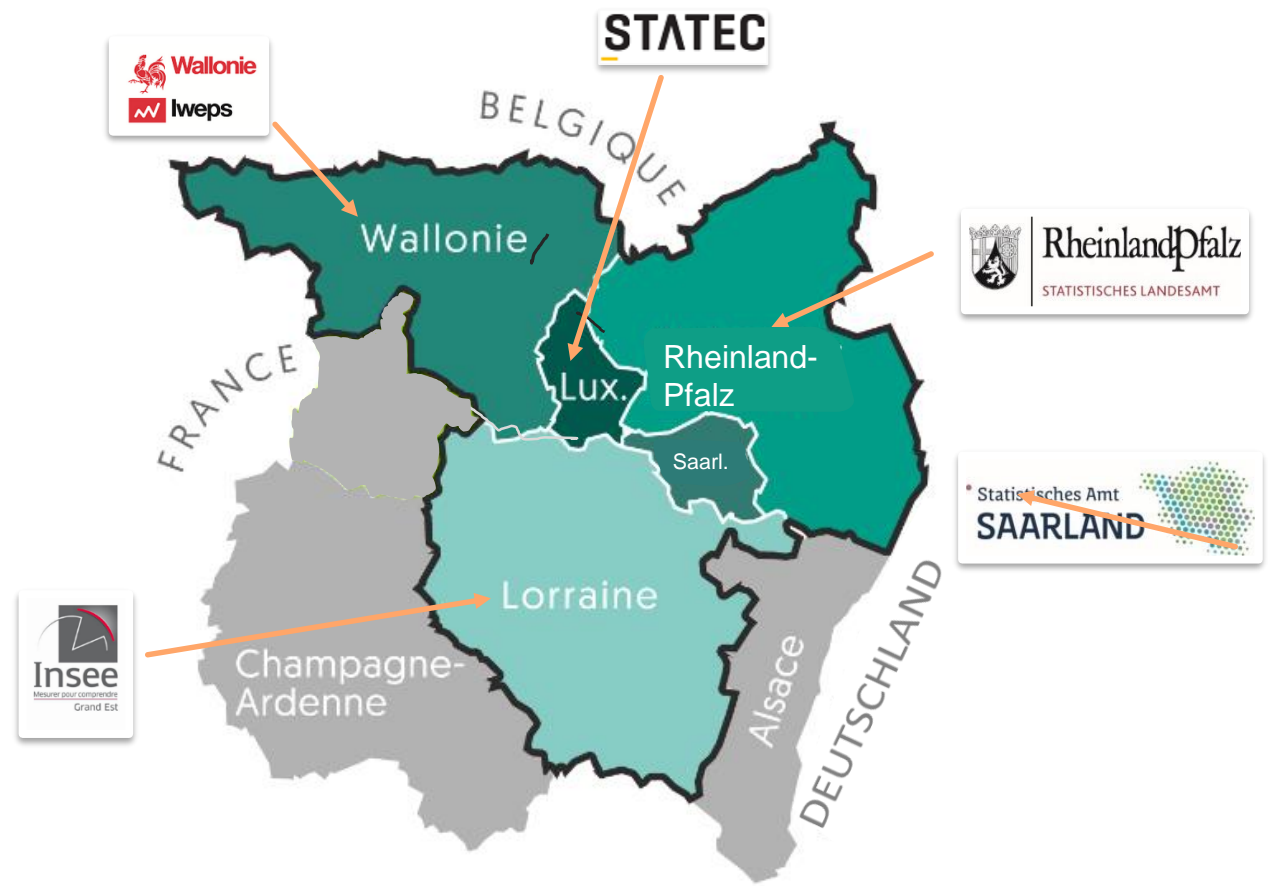 STATEC
Wallonie
Iweps
BELGIQUE
Wallonie
RheinlandPfalz
STATISTISCHES LANDESAMT
FRANCE
Rheinland-
Pfalz
Lux.
Saarl.
Statistisches Amt
SAARLAND
Lorraine
Insee
Mesurer pour comprendre
Grand Est
Champagne-
Ardenne
Alsace
DEUTSCHLAND